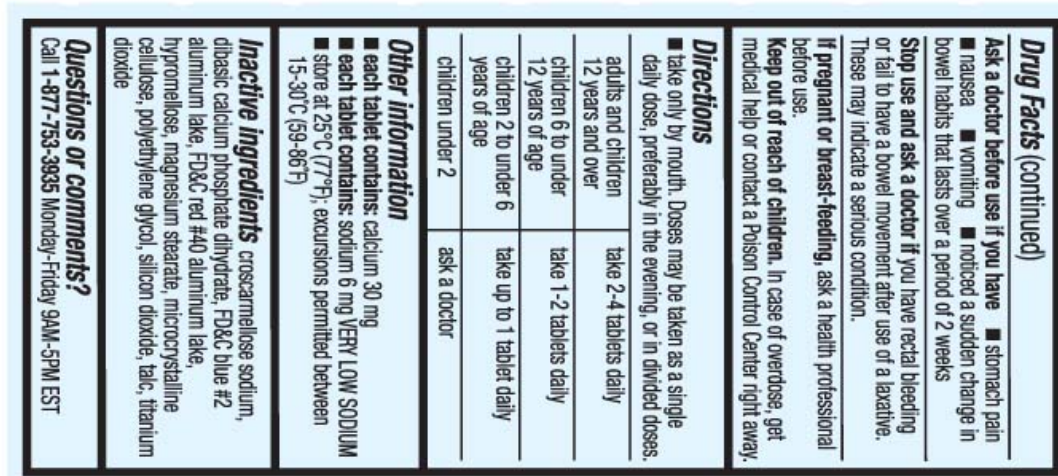 Drug Facts (continued)
Ask a doctor before use if you have ■ stomach pain
■ nausea ■ vomiting ■ noticed a sudden change in
bowel habits that lasts over a period of 2 weeks
Stop use and ask a doctor if you have rectal bleeding
or fail to have a bowel movement after use of a laxative.
These may indicate a serious condition.
If pregnant or breast-feeding, ask a health professional
before use.
Keep out of reach of children. In case of overdose, get
medical help or contact a Poison Control Center right away.
Directions
■ take only by mouth. Doses may be taken as a single
daily dose, preferably in the evening, or in divided doses.
adults and children
12 years and over
take 2-4 tablets daily
children 6 to under
12 years of age
take 1-2 tablets daily
children 2 to under 6
years of age
take up to 1 tablet daily
children under 2
ask a doctor
Other information
■ each tablet contains: calcium 30 mg
■ each tablet contains: sodium 6 mg VERY LOW SODIUM
■ store at 25°C (77°F); excursions permitted between
15-30°C (59-86°F)
Inactive ingredients croscarmellose sodium,
dibasic calcium phosphate dihydrate, FD&C blue #2
aluminum lake, FD&C red #40 aluminum lake,
hypromellose, magnesium stearate, microcrystalline
cellulose, polyethylene glycol, silicon dioxide, talc, titanium
dioxide
Questions or comments?
Call 1-877-753-3935 Monday-Friday 9AM-5PM EST